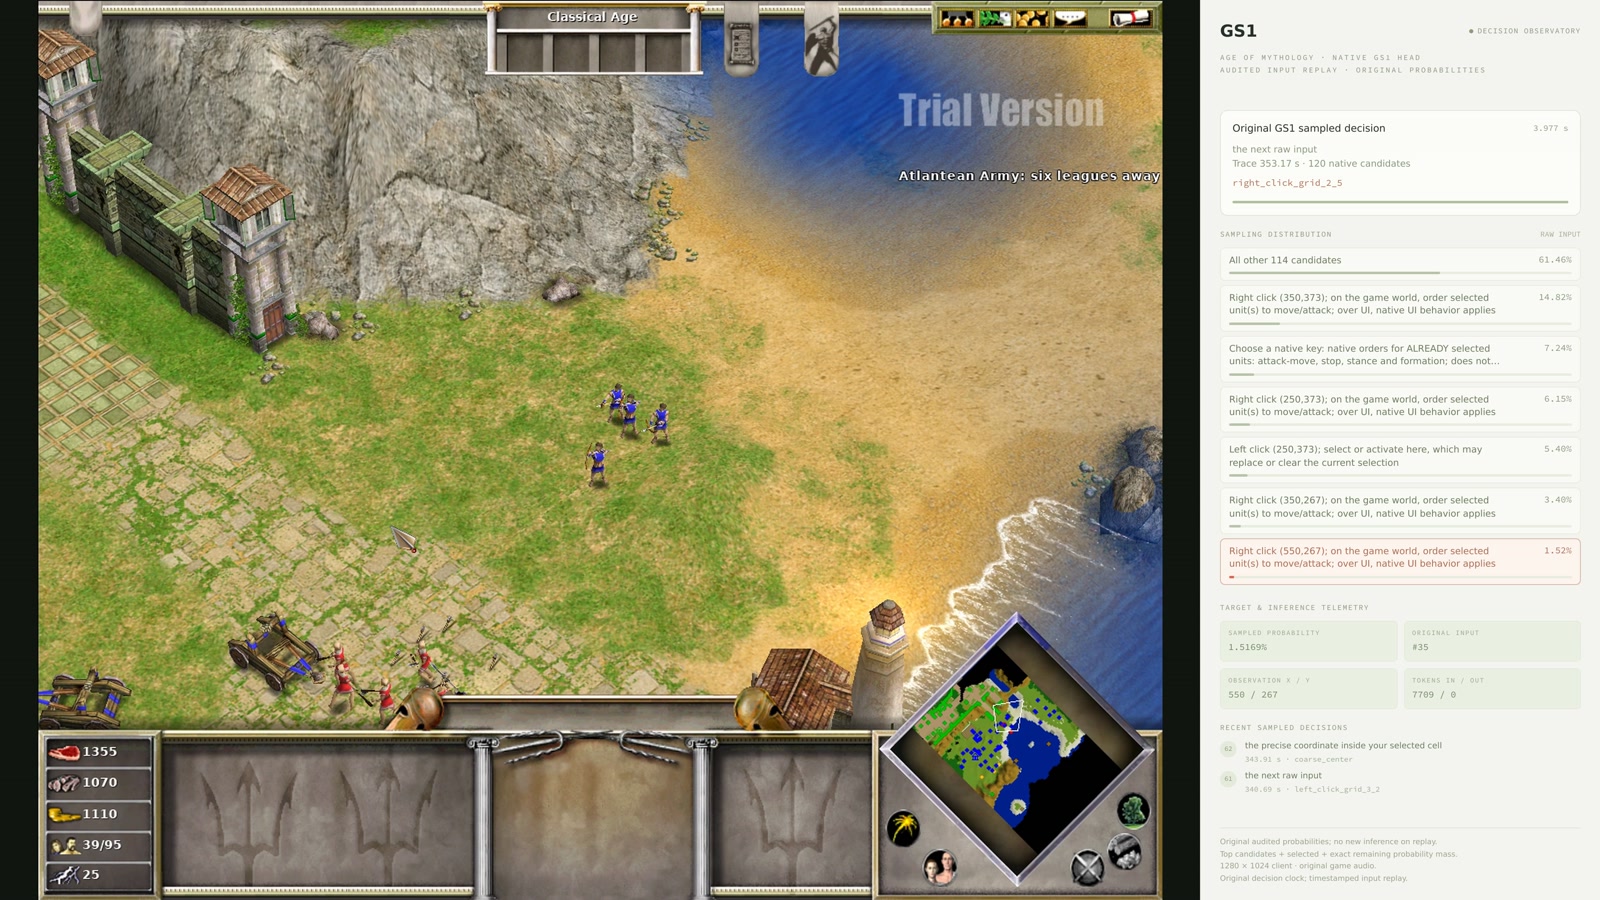 Classical Age
Trial Version
Atlantean Army: six leagues away
1355
1070
1110
39/95
25
GS1
DECISION OBSERVATORY
AGE OF MYTHOLOGY · NATIVE GS1 HEAD
AUDITED INPUT REPLAY · ORIGINAL PROBABILITIES
Original GS1 sampled decision 3.977 s
the next raw input
Trace 353.17 s · 120 native candidates
right_click_grid_2_5
SAMPLING DISTRIBUTION RAW INPUT
All other 114 candidates 61.46%
Right click (350,373); on the game world, order selected 14.82%
unit(s) to move/attack; over UI, native UI behavior applies
Choose a native key: native orders for ALREADY selected 7.24%
units: attack-move, stop, stance and formation; does not...
Right click (250,373); on the game world, order selected 6.15%
unit(s) to move/attack; over UI, native UI behavior applies
Left click (250,373); select or activate here, which may 5.40%
replace or clear the current selection
Right click (350,267); on the game world, order selected 3.40%
unit(s) to move/attack; over UI, native UI behavior applies
Right click (550,267); on the game world, order selected 1.52%
unit(s) to move/attack; over UI, native UI behavior applies
TARGET & INFERENCE TELEMETRY
SAMPLED PROBABILITY ORIGINAL INPUT
1.5169% #35
OBSERVATION X / Y TOKENS IN / OUT
550 / 267 7709 / 0
RECENT SAMPLED DECISIONS
62 the precise coordinate inside your selected cell
343.91 s · coarse_center
61 the next raw input
340.69 s · left_click_grid_3_2
Original audited probabilities; no new inference on replay.
Top candidates + selected + exact remaining probability mass.
1280 × 1024 client · original game audio.
Original decision clock; timestamped input replay.